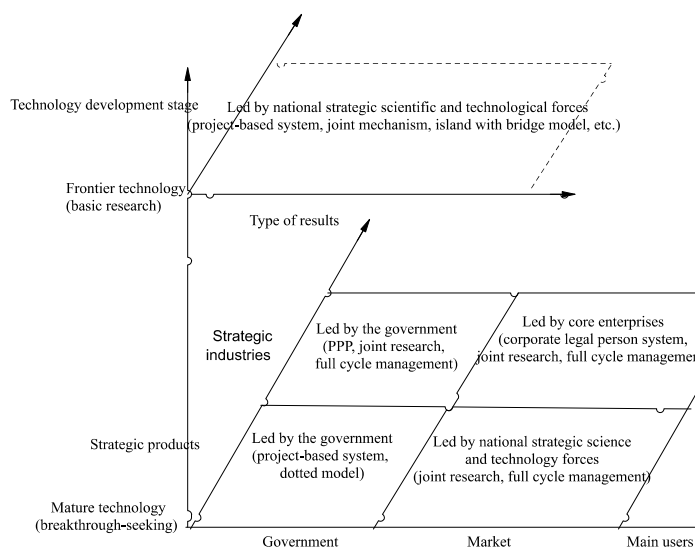 Technology development stage
Led by national strategic scientific and technological forces
(project-based system, joint mechanism, island with bridge model, etc.)
Frontier technology
(basic research)
Type of results
Strategic
industries
Led by the government
(PPP, joint research,
full cycle management)
Led by core enterprises
(corporate legal person system,
joint research, full cycle managemen
Strategic products
Led by the government
(project-based system,
dotted model)
Led by national strategic science
and technology forces
(joint research, full cycle management)
Mature technology
(breakthrough-seeking)
Government
Market
Main users